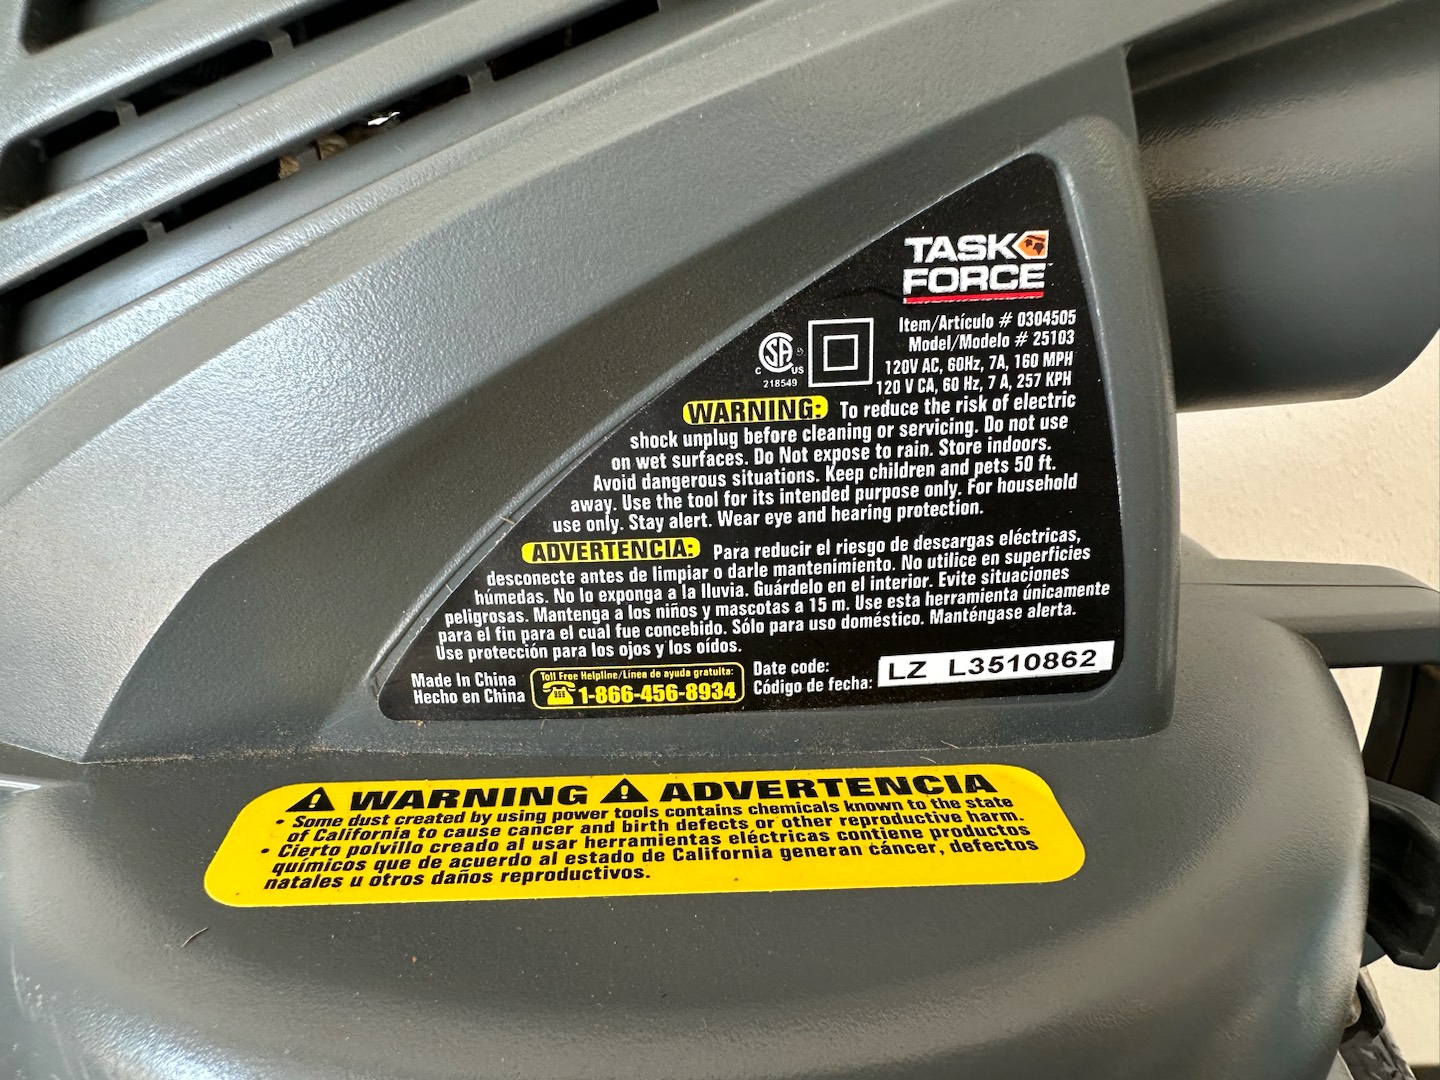 TASK
FORCE
Item/Artículo # 0304505
Model/Modelo # 25103
120V AC, 60Hz, 7A, 160 MPH
120 V CA, 60 Hz, 7 A, 257 KPH
C SA US
218549
WARNING: To reduce the risk of electric
shock unplug before cleaning or servicing. Do not use
on wet surfaces. Do Not expose to rain. Store indoors.
Avoid dangerous situations. Keep children and pets 50 ft.
away. Use the tool for its intended purpose only. For household
use only. Stay alert. Wear eye and hearing protection.
ADVERTENCIA: Para reducir el riesgo de descargas eléctricas,
desconecte antes de limpiar o darle mantenimiento. No utilice en superficies
húmedas. No lo exponga a la lluvia. Guárdelo en el interior. Evite situaciones
peligrosas. Mantenga a los niños y mascotas a 15 m. Use esta herramienta únicamente
para el fin para el cual fue concebido. Sólo para uso doméstico. Manténgase alerta.
Use protección para los ojos y los oídos.
Made In China
Hecho en China
Toll Free Helpline/Línea de ayuda gratuita:
1-866-456-8934
Date code:
Código de fecha:
LZ L3510862
WARNING ADVERTENCIA
• Some dust created by using power tools contains chemicals known to the state
of California to cause cancer and birth defects or other reproductive harm.
• Cierto polvillo creado al usar herramientas eléctricas contiene productos
químicos que de acuerdo al estado de California generan cáncer, defectos
natales u otros daños reproductivos.